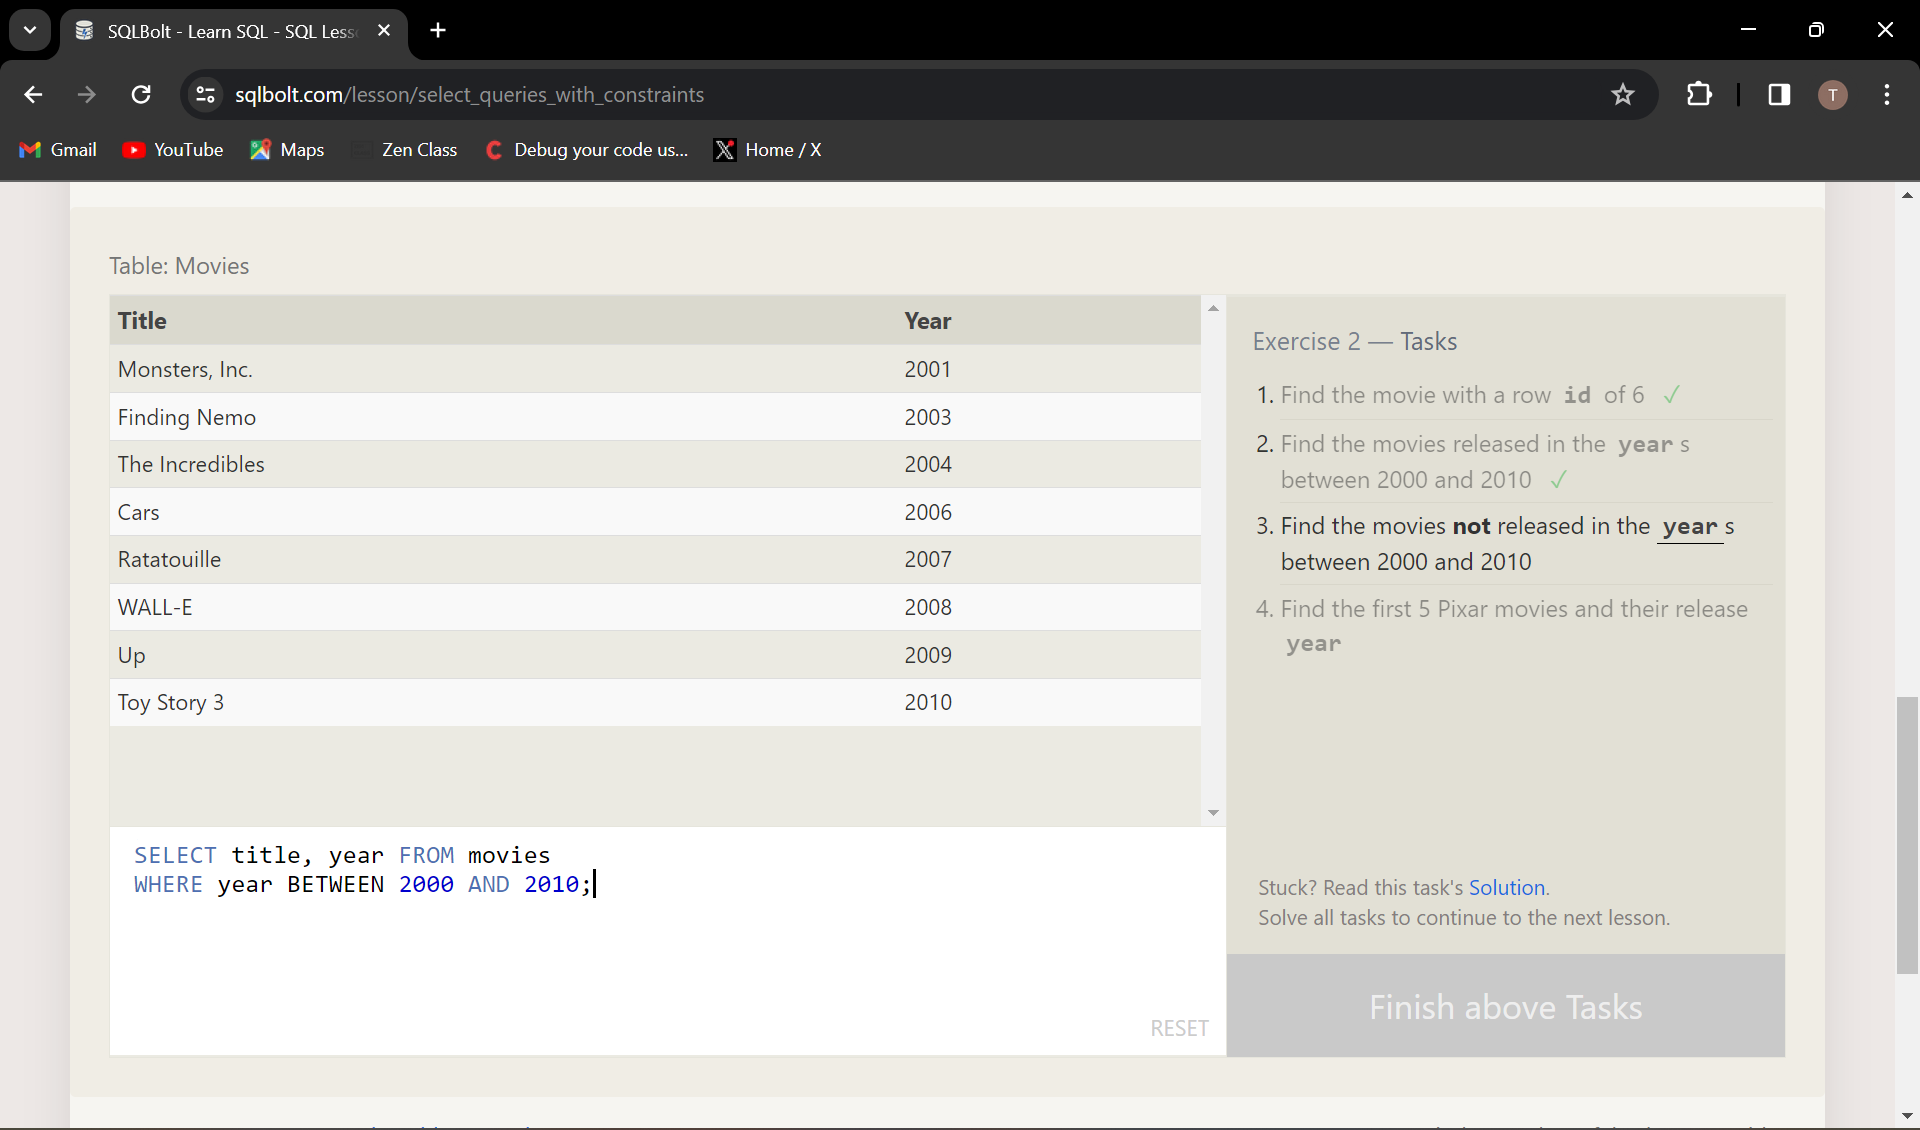 SQLBolt - Learn SQL - SQL Less
sqlbolt.com/lesson/select_queries_with_constraints
T
Gmail
YouTube
Maps
Zen Class
Debug your code us...
Home / X
Table: Movies
Title Year
Monsters, Inc. 2001
Finding Nemo 2003
The Incredibles 2004
Cars 2006
Ratatouille 2007
WALL-E 2008
Up 2009
Toy Story 3 2010
SELECT title, year FROM movies
WHERE year BETWEEN 2000 AND 2010;
RESET
Exercise 2 — Tasks
1. Find the movie with a row id of 6 ✓
2. Find the movies released in the year s
between 2000 and 2010 ✓
3. Find the movies not released in the year s
between 2000 and 2010
4. Find the first 5 Pixar movies and their release
year
Stuck? Read this task's Solution.
Solve all tasks to continue to the next lesson.
Finish above Tasks